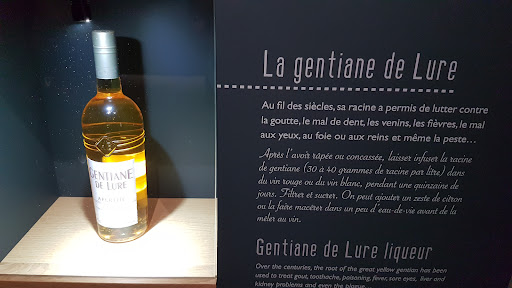 GENTIANE
DE LURE
La gentiane de Lure
Au fil des siècles, sa racine a permis de lutter contre
la goutte, le mal de dent, les venins, les fièvres, le mal
aux yeux, au foie ou aux reins et même la peste…
Après l'avoir râpée ou concassée, laisser infuser la racine
de gentiane (30 à 40 grammes de racine par litre) dans
du vin rouge ou du vin blanc, pendant une quinzaine de
jours. Filtrer et sucrer. On peut ajouter un zeste de citron
ou la faire macérer dans un peu d'eau-de-vie avant de la
mêler au vin.
Gentiane de Lure liqueur
Over the centuries, the root of the great yellow gentian has been
used to treat gout, toothache, poisoning, fever, sore eyes, liver and
kidney problems and even the plague